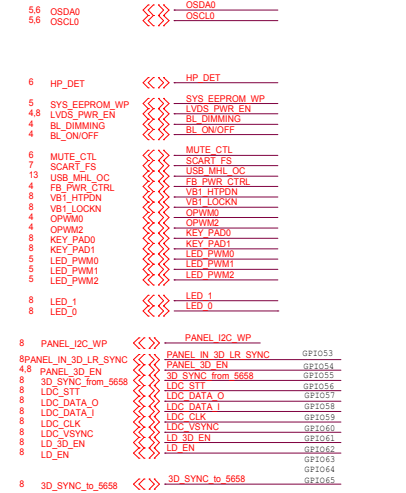 5,6 OSDA0 OSDA0
5,6 OSCL0 OSCL0
6 HP_DET HP_DET
5 SYS_EEPROM_WP SYS_EEPROM_WP
4,8 LVDS_PWR_EN LVDS_PWR_EN
4 BL_DIMMING BL_DIMMING
4 BL_ON/OFF BL_ON/OFF
6 MUTE_CTL MUTE_CTL
7 SCART_FS SCART_FS
13 USB_MHL_OC USB_MHL_OC
4 FB_PWR_CTRL FB_PWR_CTRL
8 VB1_HTPDN VB1_HTPDN
8 VB1_LOCKN VB1_LOCKN
4 OPWM0 OPWM0
4 OPWM2 OPWM2
8 KEY_PAD0 KEY_PAD0
8 KEY_PAD1 KEY_PAD1
5 LED_PWM0 LED_PWM0
5 LED_PWM1 LED_PWM1
5 LED_PWM2 LED_PWM2
8 LED_1 LED_1
8 LED_0 LED_0
8 PANEL_I2C_WP PANEL_I2C_WP
8 PANEL_IN_3D_LR_SYNC PANEL_IN_3D_LR_SYNC GPIO53
4,8 PANEL_3D_EN PANEL_3D_EN GPIO54
8 3D_SYNC_from_5658 3D_SYNC_from_5658 GPIO55
8 LDC_STT LDC_STT GPIO56
8 LDC_DATA_O LDC_DATA_O GPIO57
8 LDC_DATA_I LDC_DATA_I GPIO58
8 LDC_CLK LDC_CLK GPIO59
8 LDC_VSYNC LDC_VSYNC GPIO60
8 LD_3D_EN LD_3D_EN GPIO61
8 LD_EN LD_EN GPIO62
GPIO63
GPIO64
8 3D_SYNC_to_5658 3D_SYNC_to_5658 GPIO65